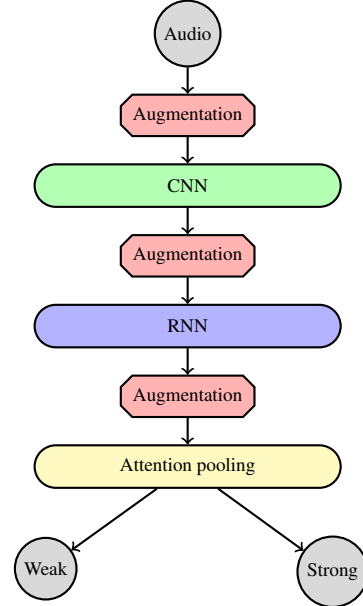 Audio
Augmentation
CNN
Augmentation
RNN
Augmentation
Attention pooling
Weak
Strong